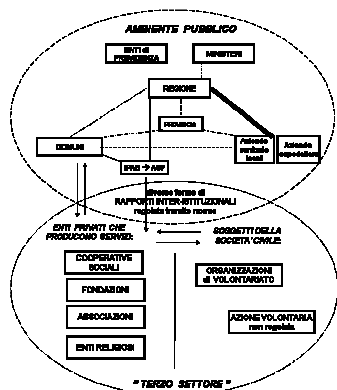 AMBIENTE PUBBLICO
ENTI di
PREVIDENZA
MINISTERI
REGIONE
PROVINCIA
COMUNI
Aziende
sanitarie
locali
Aziende
ospedaliere
IPAB → ASP
diverse forme di
RAPPORTI INTER-ISTITUZIONALI
regolate tramite risorse
ENTI PRIVATI CHE
PRODUCONO SERVIZI:
SOGGETTI DELLA
SOCIETA' CIVILE:
COOPERATIVE
SOCIALI
ORGANIZZAZIONI
di VOLONTARIATO
FONDAZIONI
ASSOCIAZIONI
AZIONE VOLONTARIA
non regolata
ENTI RELIGIOSI
" TERZO SETTORE "